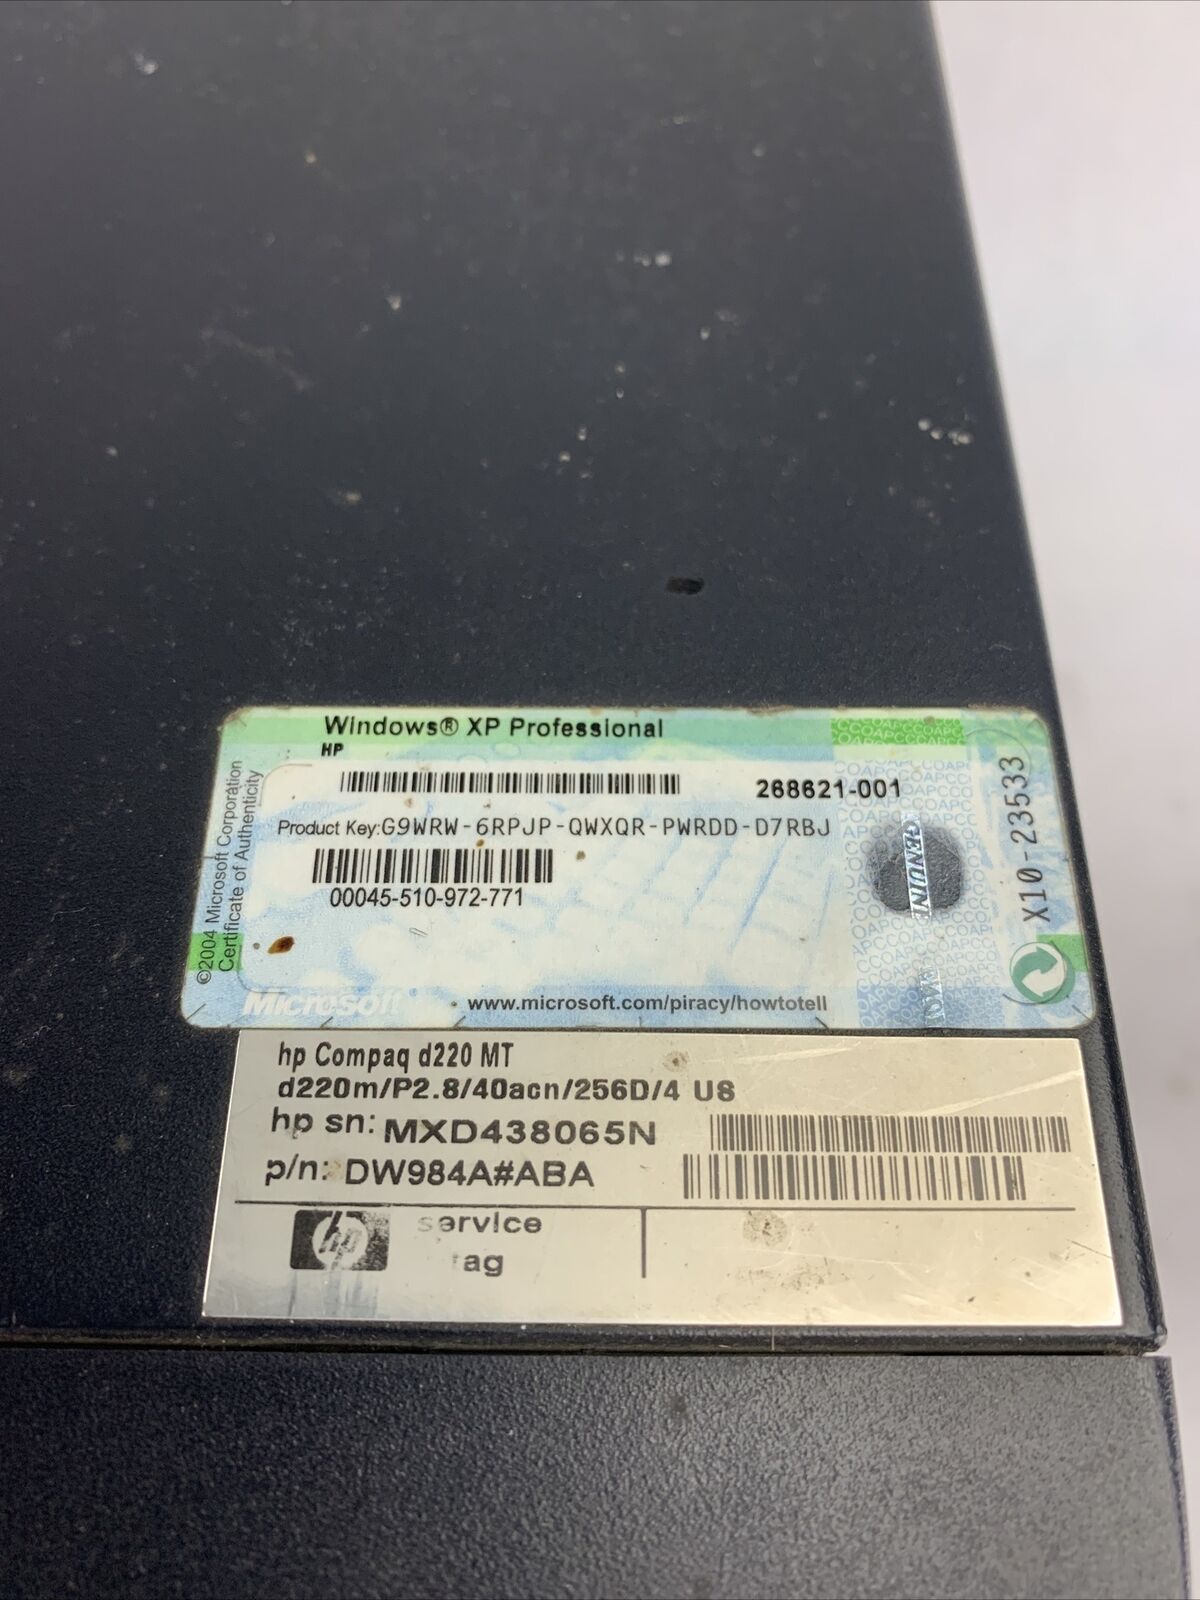 Windows® XP Professional
HP
268621-001
Product Key:G9WRW-6RPJP-QWXQR-PWRDD-D7RBJ
00045-510-972-771
©2004 Microsoft Corporation
Certificate of Authenticity
Microsoft
www.microsoft.com/piracy/howtotell
GENUINE
X10-23533
hp Compaq d220 MT
d220m/P2.8/40acn/256D/4 US
hp sn: MXD438065N
p/n: DW984A#ABA
hp
service
tag